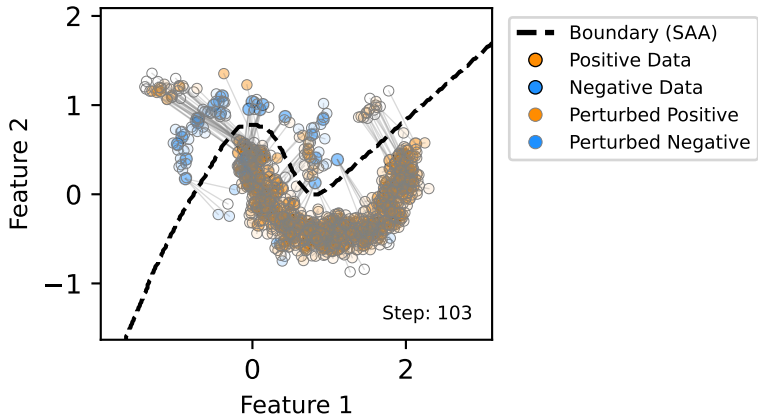 2
1
0
−1
Feature 2
0
2
Feature 1
Step: 103
Boundary (SAA)
Positive Data
Negative Data
Perturbed Positive
Perturbed Negative